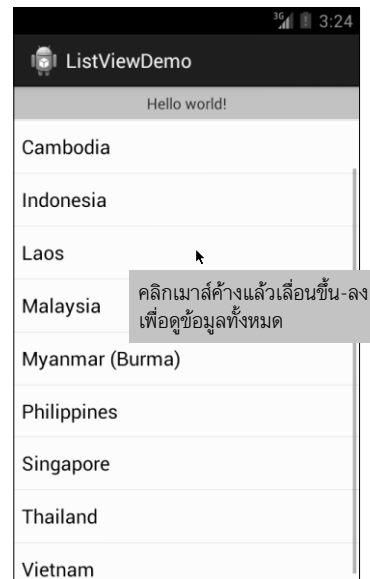 3G 3:24
ListViewDemo
Hello world!
Cambodia
Indonesia
Laos
Malaysia
คลิกเมาส์ค้างแล้วเลื่อนขึ้น-ลง
เพื่อดูข้อมูลทั้งหมด
Myanmar (Burma)
Philippines
Singapore
Thailand
Vietnam